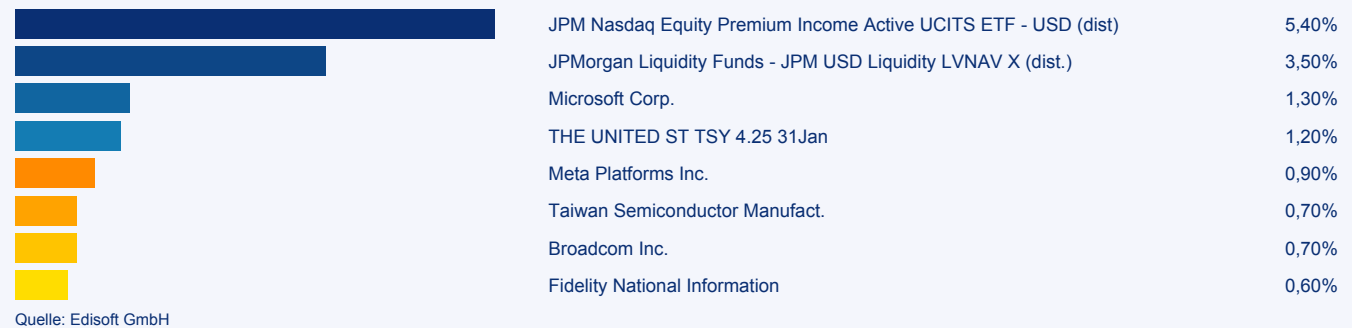 JPM Nasdaq Equity Premium Income Active UCITS ETF - USD (dist) 5,40%
JPMorgan Liquidity Funds - JPM USD Liquidity LVNAV X (dist.) 3,50%
Microsoft Corp. 1,30%
THE UNITED ST TSY 4.25 31Jan 1,20%
Meta Platforms Inc. 0,90%
Taiwan Semiconductor Manufact. 0,70%
Broadcom Inc. 0,70%
Fidelity National Information 0,60%
Quelle: Edisoft GmbH